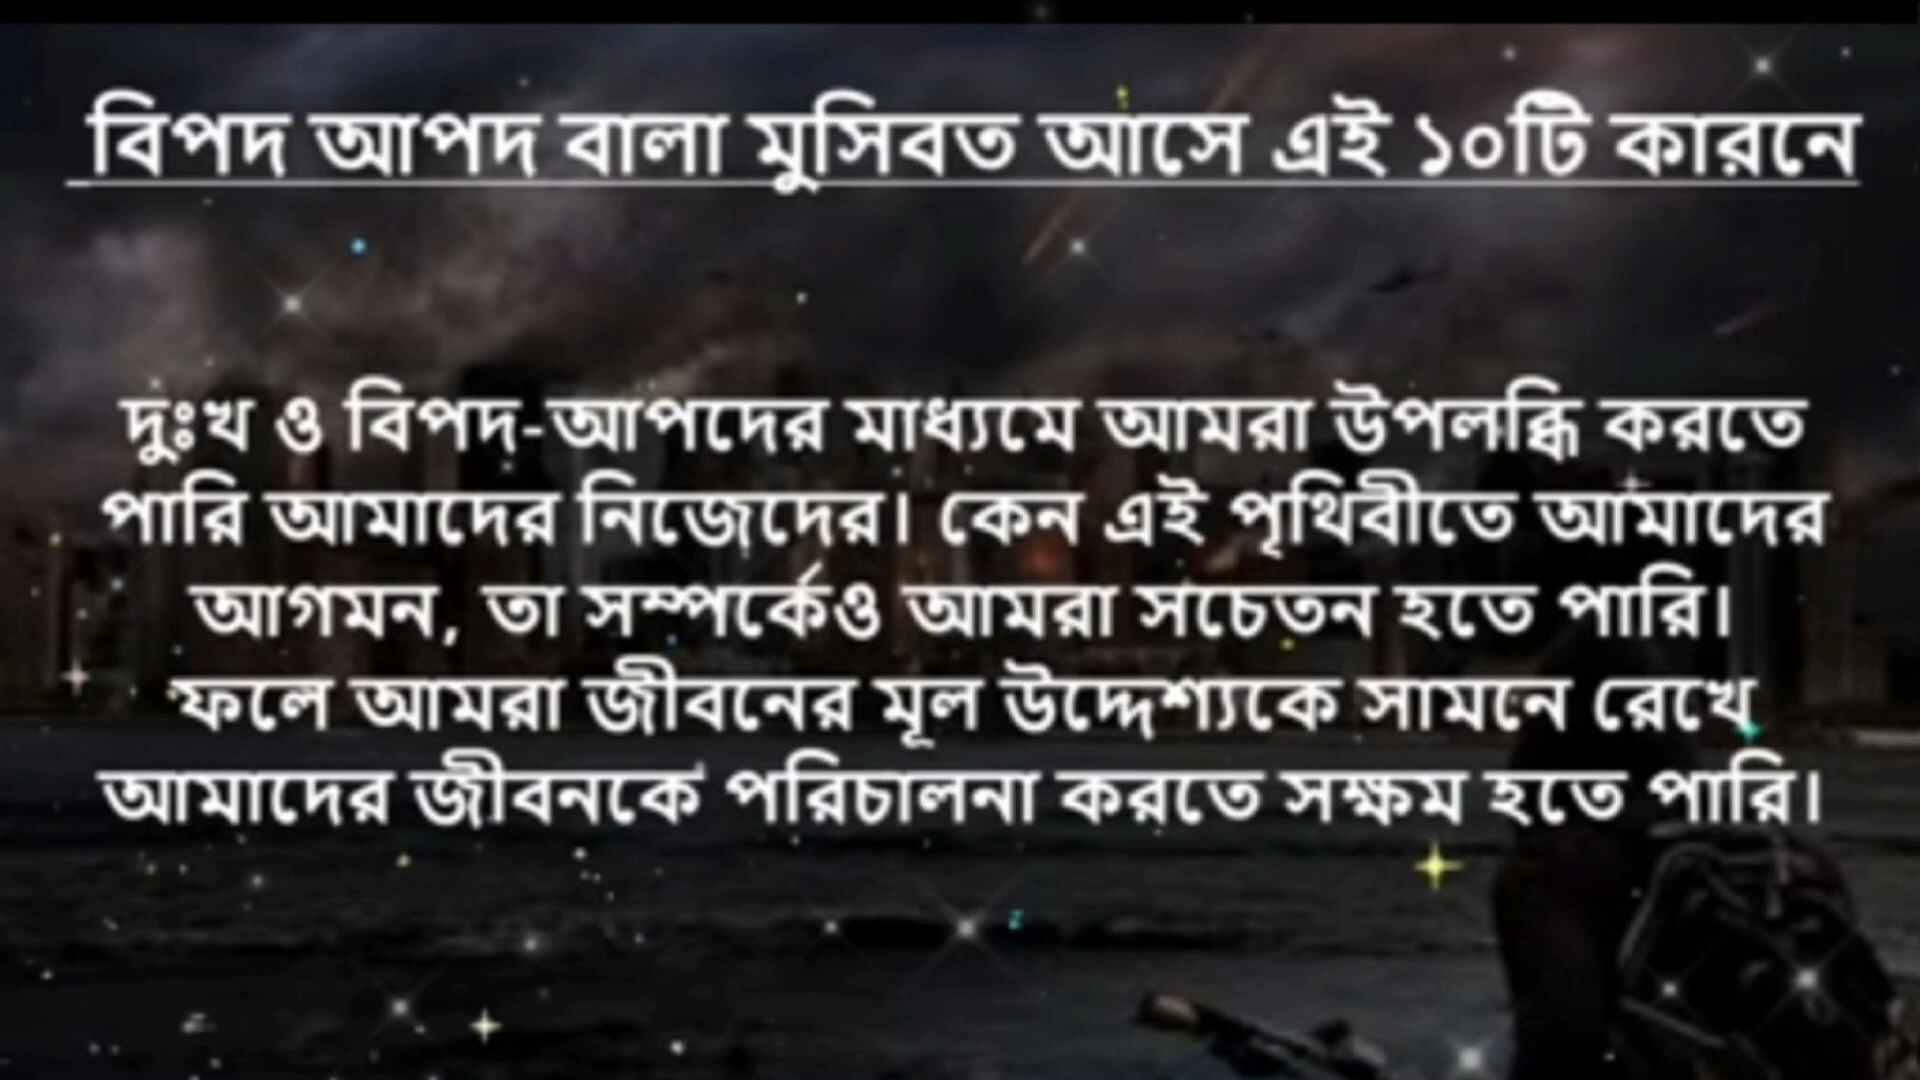 বিপদ আপদ বালা মুসিবত আসে এই ১০টি কারনে
দুঃখ ও বিপদ-আপদের মাধ্যমে আমরা উপলব্ধি করতে
পারি আমাদের নিজেদের। কেন এই পৃথিবীতে আমাদের
আগমন, তা সম্পর্কেও আমরা সচেতন হতে পারি।
ফলে আমরা জীবনের মূল উদ্দেশ্যকে সামনে রেখে
আমাদের জীবনকে পরিচালনা করতে সক্ষম হতে পারি।